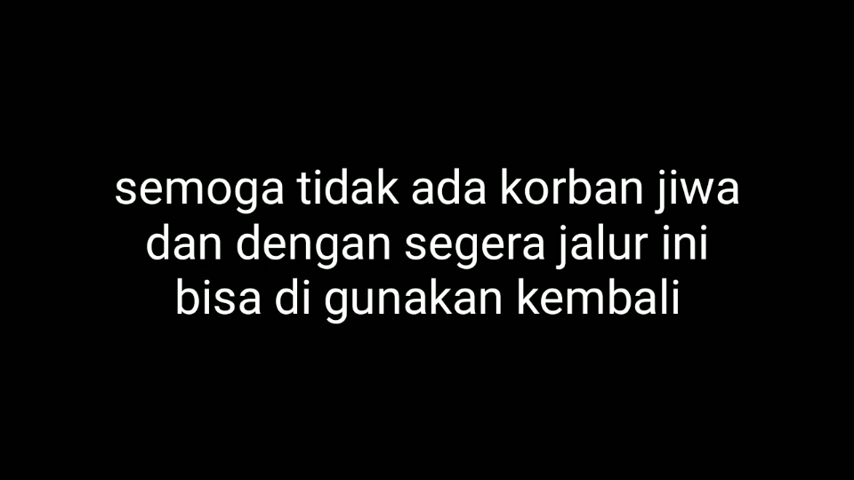 semoga tidak ada korban jiwa
dan dengan segera jalur ini
bisa di gunakan kembali